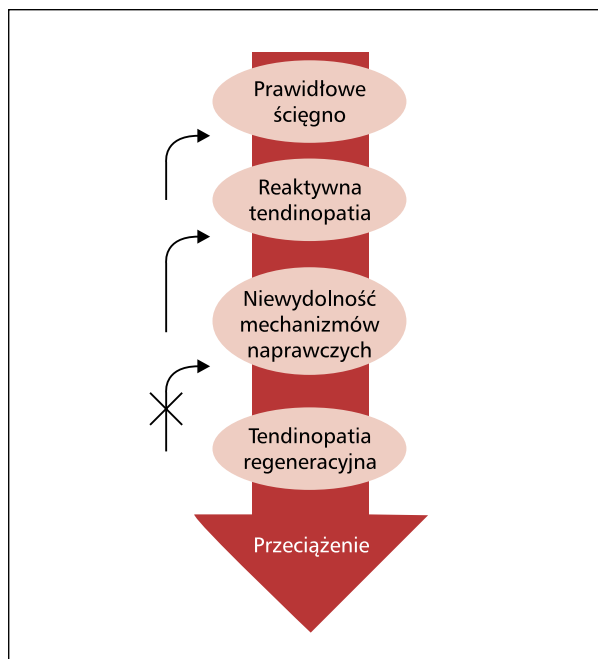 Prawidłowe
ścięgno
Reaktywna
tendinopatia
Niewydolność
mechanizmów
naprawczych
Tendinopatia
regeneracyjna
Przeciążenie